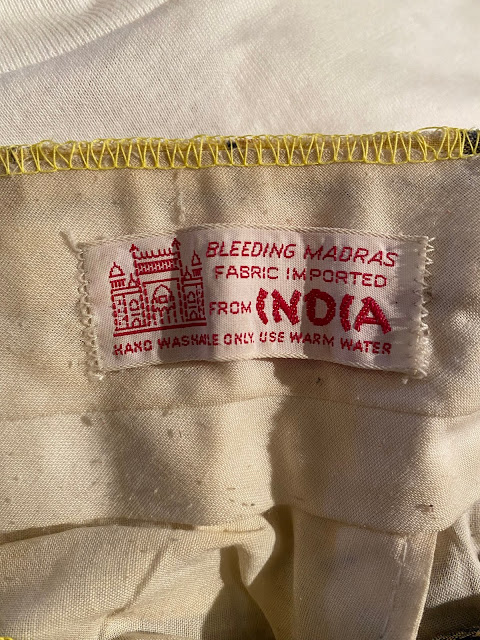 BLEEDING MADRAS
FABRIC IMPORTED
FROM INDIA
HAND WASHABLE ONLY. USE WARM WATER